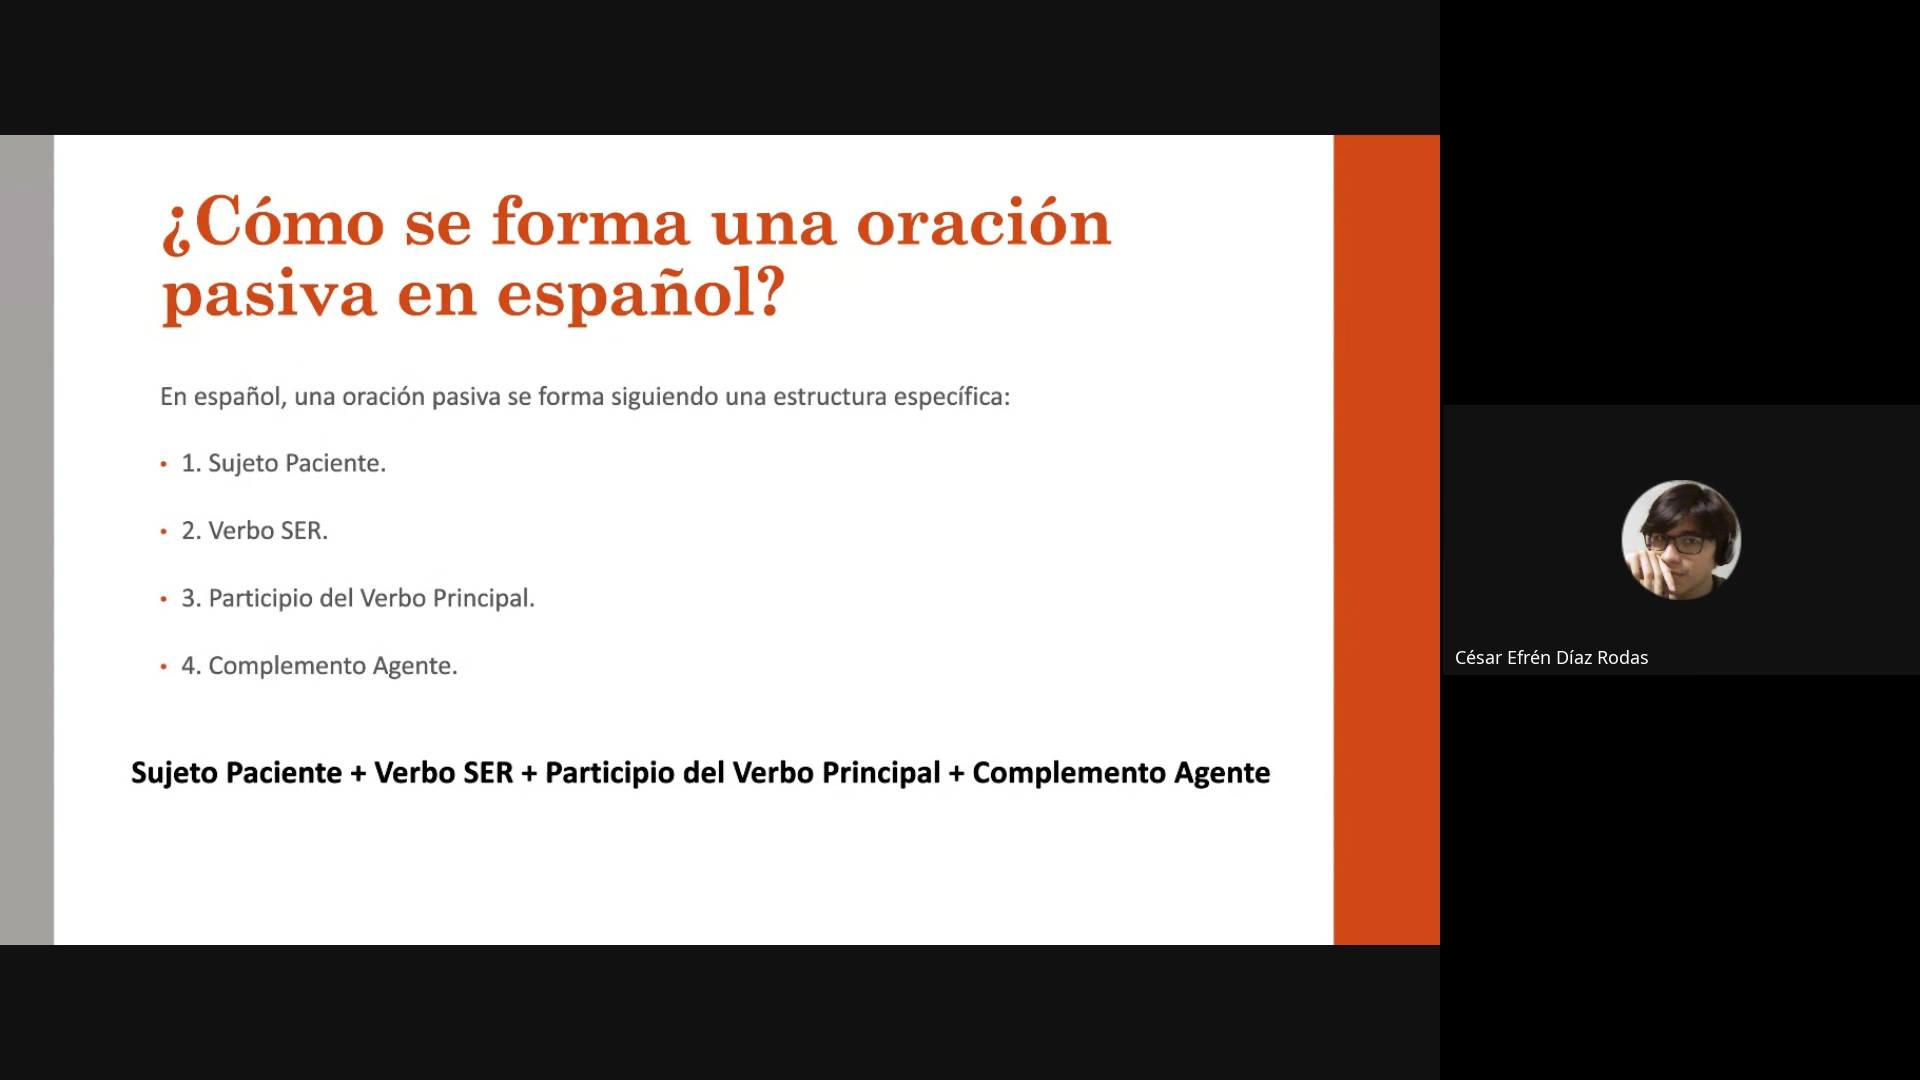 ¿Cómo se forma una oración
pasiva en español?
En español, una oración pasiva se forma siguiendo una estructura específica:
• 1. Sujeto Paciente.
• 2. Verbo SER.
• 3. Participio del Verbo Principal.
• 4. Complemento Agente.
Sujeto Paciente + Verbo SER + Participio del Verbo Principal + Complemento Agente
César Efrén Díaz Rodas